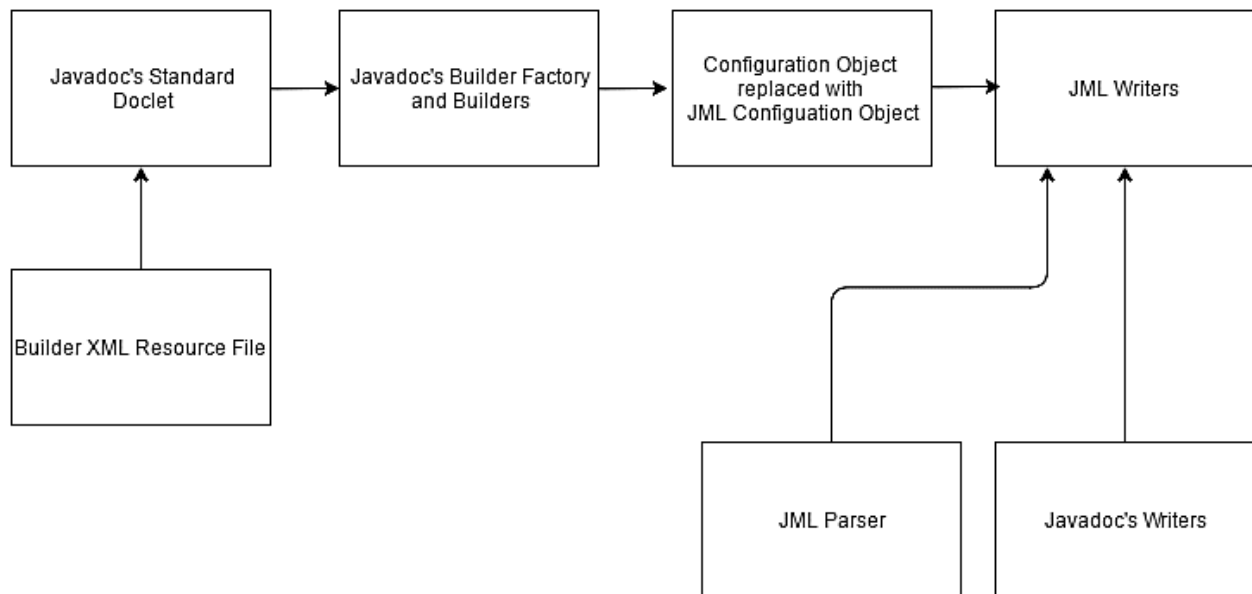 Javadoc's Standard
Doclet
Javadoc's Builder Factory
and Builders
Configuration Object
replaced with
JML Configuation Object
JML Writers
Builder XML Resource File
JML Parser
Javadoc's Writers